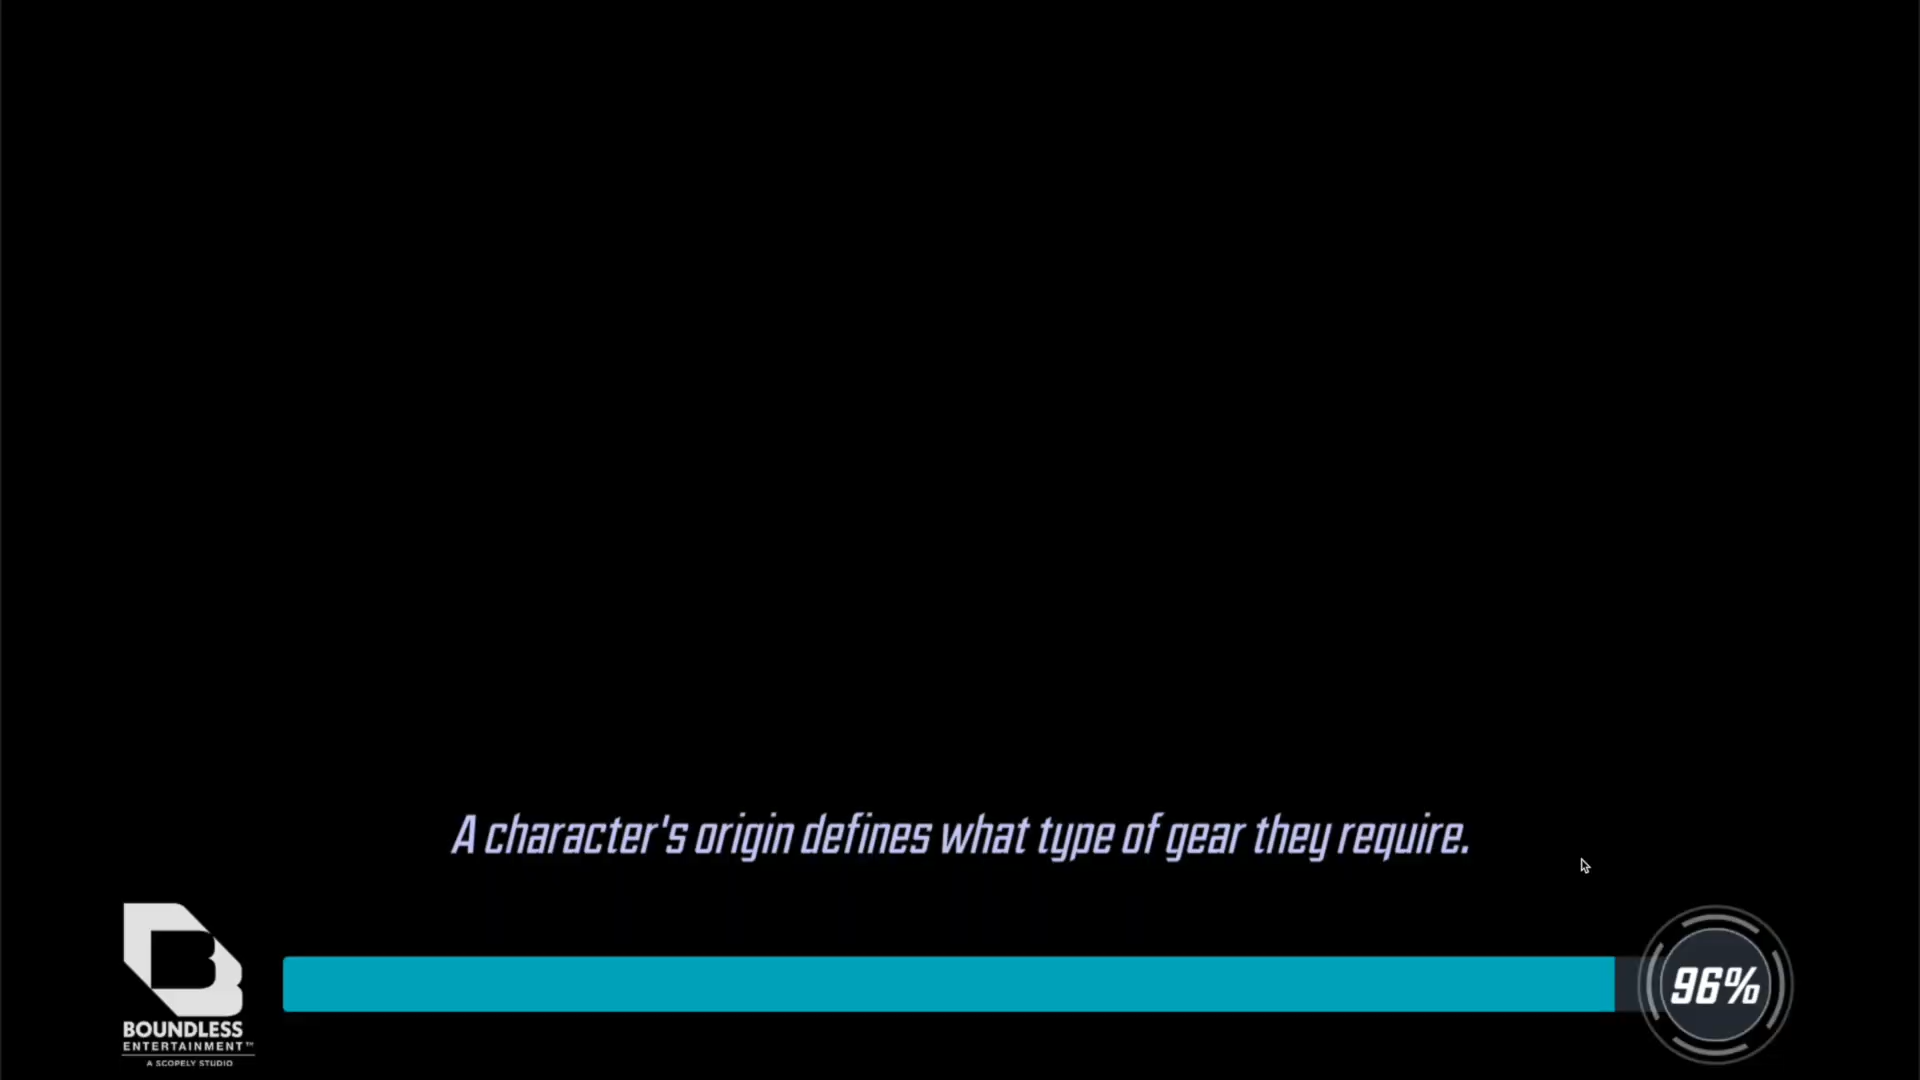 A character's origin defines what type of gear they require.
BOUNDLESS
ENTERTAINMENT™
A SCOPELY STUDIO
96%